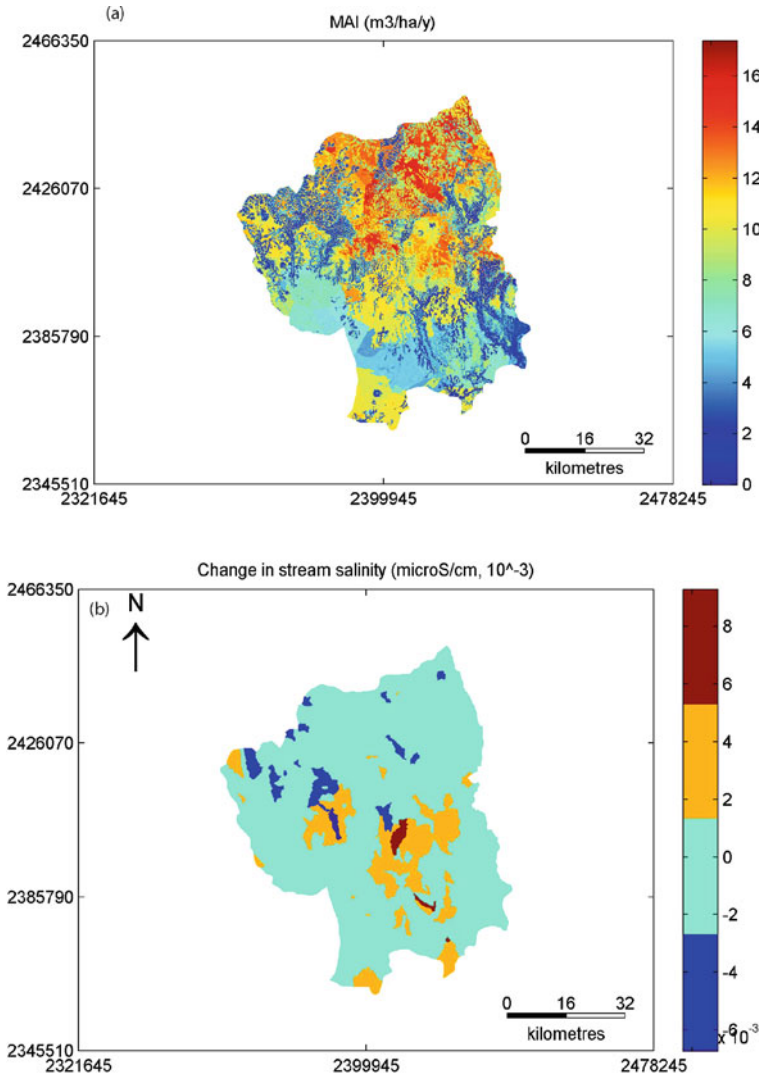 (a)
MAI (m3/ha/y)
2466350
2426070
2385790
2345510
2321645 2399945 2478245
0 16 32
kilometres
16
14
12
10
8
6
4
2
0
Change in stream salinity (microS/cm, 10^-3)
(b)
N
2466350
2426070
2385790
2345510
2321645 2399945 2478245
0 16 32
kilometres
8
6
4
2
0
-2
-4
-6
x 10-3